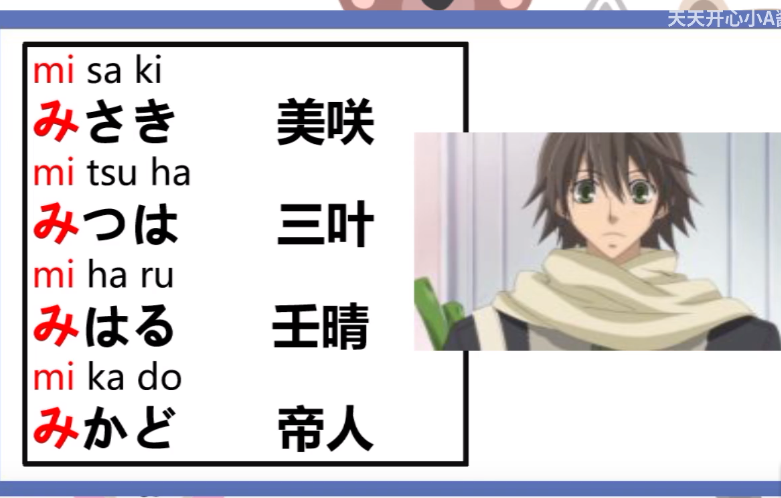 天天开心小A酱
mi sa ki
みさき 美咲
mi tsu ha
みつは 三叶
mi ha ru
みはる 壬晴
mi ka do
みかど 帝人